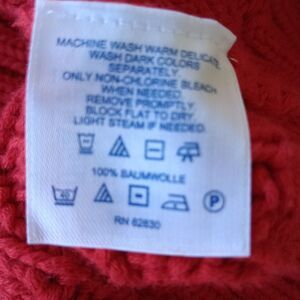 MACHINE WASH WARM DELICATE
WASH DARK COLORS
SEPARATELY.
ONLY NON-CHLORINE BLEACH
WHEN NEEDED.
REMOVE PROMPTLY.
BLOCK FLAT TO DRY
LIGHT STEAM IF NEEDED.
100% BAUMWOLLE
40 P
RN 62830